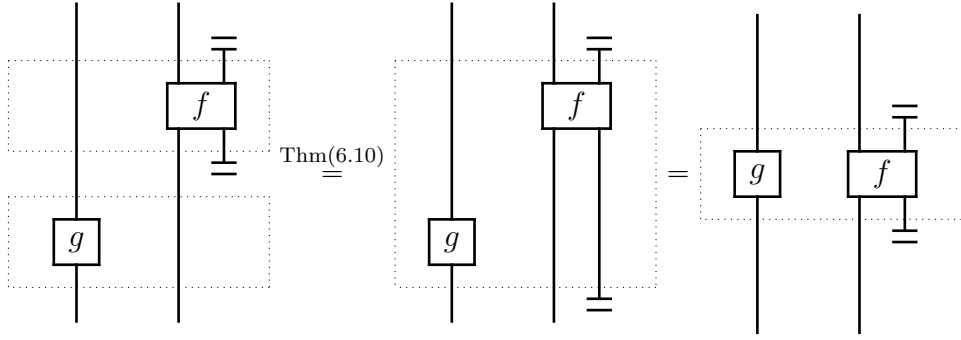 f
g
Thm(6.10)
=
f
g
=
g
f